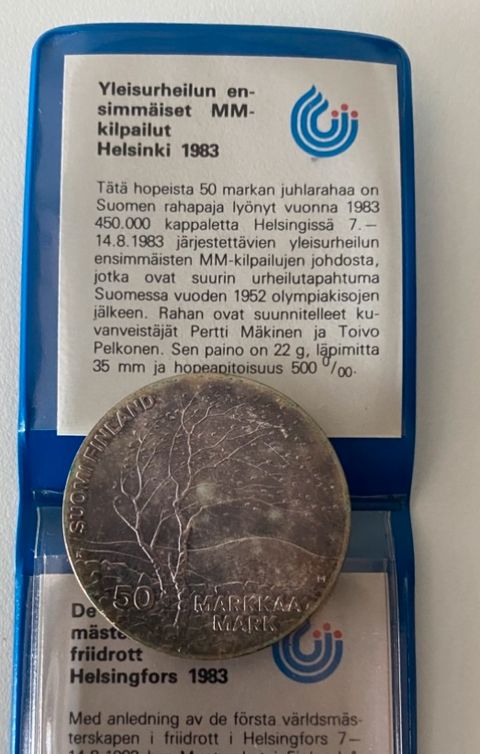 Yleisurheilun en-
simmäiset MM-
kilpailut
Helsinki 1983
Tätä hopeista 50 markan juhlarahaa on
Suomen rahapaja lyönyt vuonna 1983
450.000 kappaletta Helsingissä 7.—
14.8.1983 järjestettävien yleisurheilun
ensimmäisten MM-kilpailujen johdosta,
jotka ovat suurin urheilutapahtuma
Suomessa vuoden 1952 olympiakisojen
jälkeen. Rahan ovat suunnitelleet ku-
vanveistäjät Pertti Mäkinen ja Toivo
Pelkonen. Sen paino on 22 g, läpimitta
35 mm ja hopeapitoisuus 500 0/00.
SUOMI FINLAND
50 MARKKAA
MARK
De
mäste
friidrott
Helsingfors 1983
Med anledning av de första världsmäs-
terskapen i friidrott i Helsingfors 7—